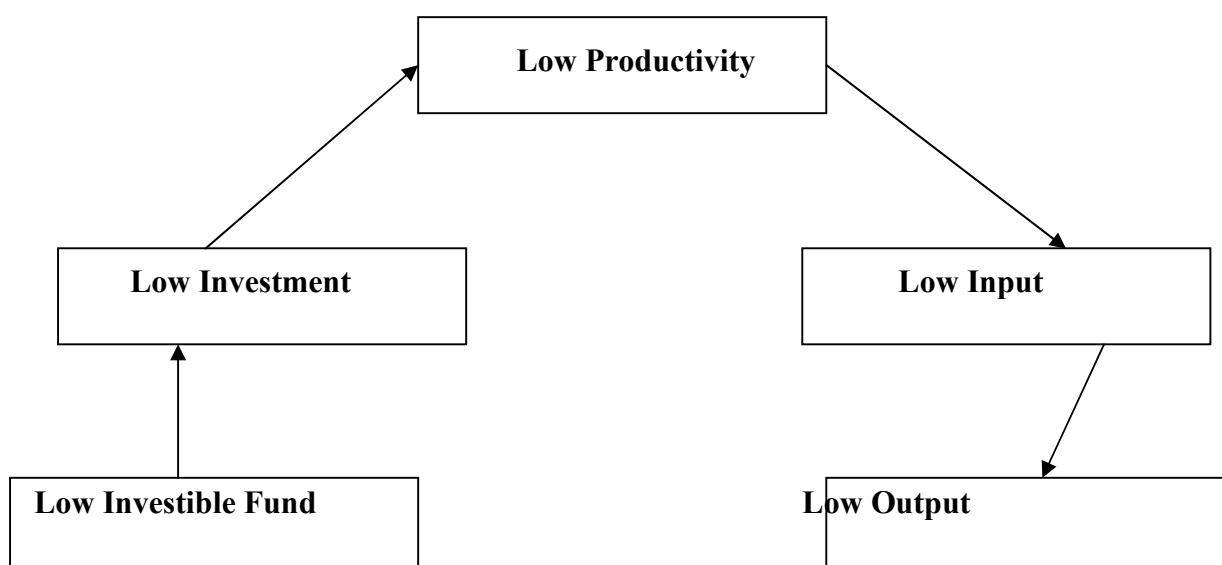 Low Productivity
Low Investment
Low Input
Low Investible Fund
Low Output